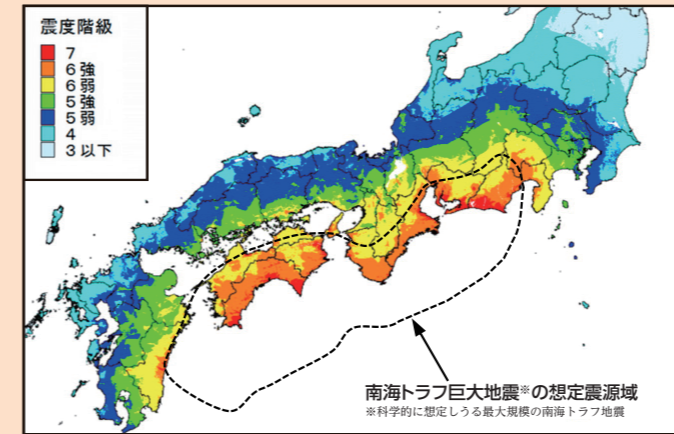 震度階級
7
6強
6弱
5強
5弱
4
3以下
南海トラフ巨大地震※の想定震源域
※科学的に想定しうる最大規模の南海トラフ地震